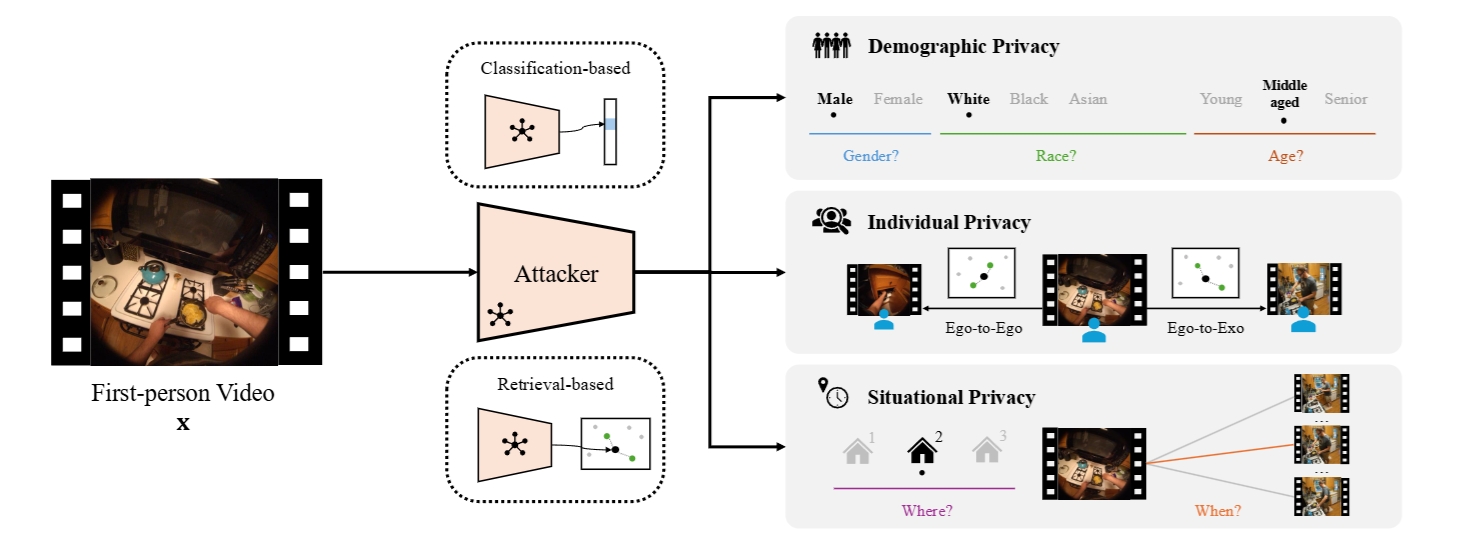 First-person Video
x
Classification-based
Attacker
Retrieval-based
Demographic Privacy
Male Female White Black Asian Young Middle aged Senior
Gender? Race? Age?
Individual Privacy
Ego-to-Ego Ego-to-Exo
Situational Privacy
1 2 3
...
...
Where? When?